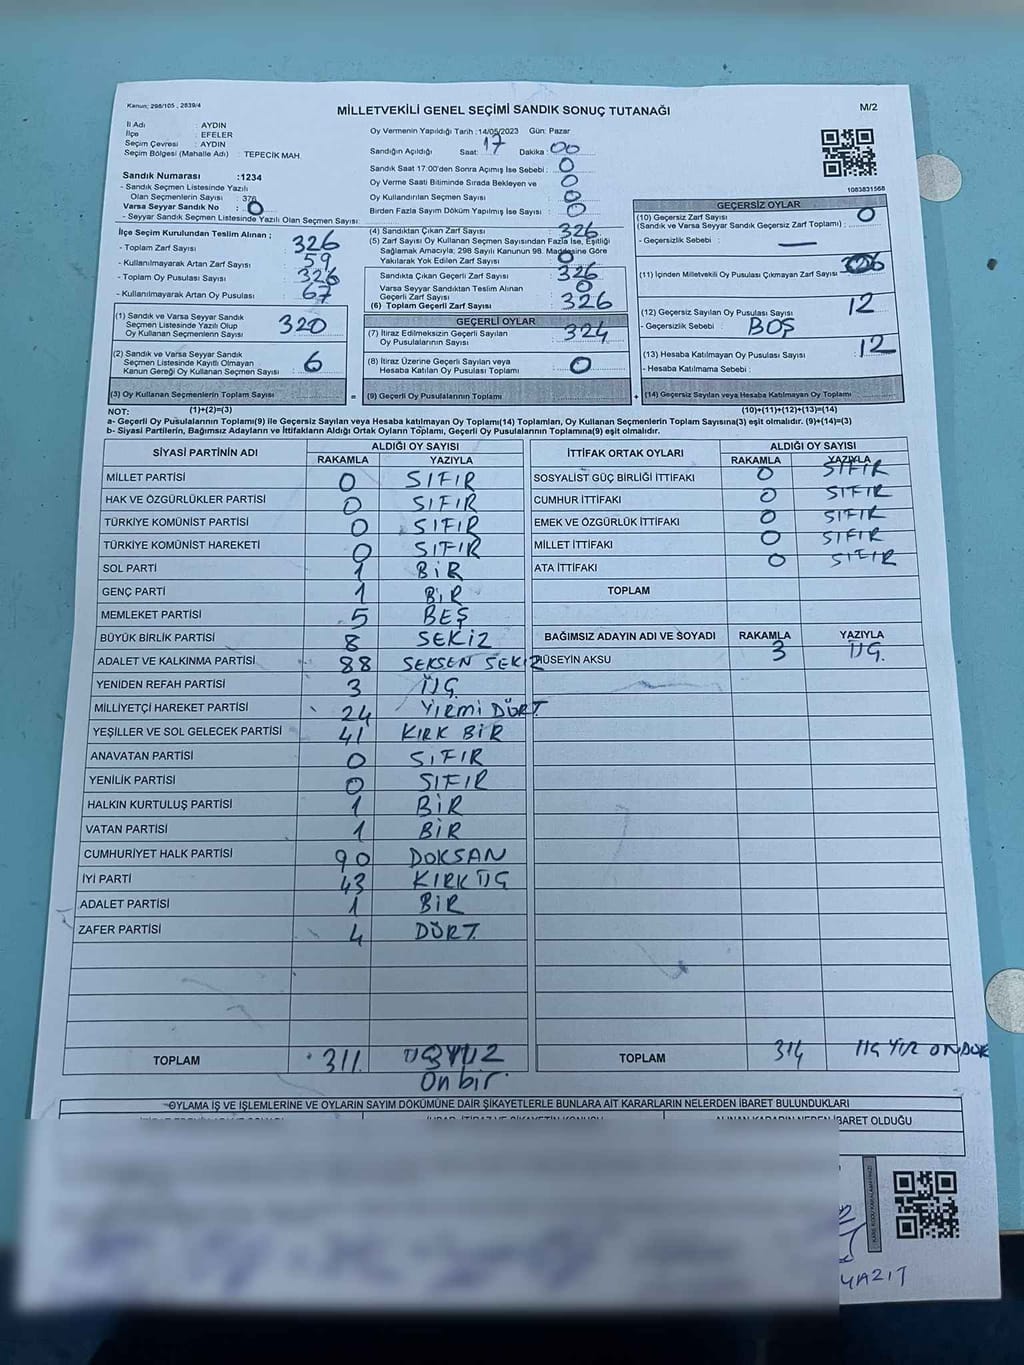 Kanun; 298/105 , 2839/4
MİLLETVEKİLİ GENEL SEÇİMİ SANDIK SONUÇ TUTANAĞI
M/2
İl Adı : AYDIN
İlçe : EFELER
Seçim Çevresi : AYDIN
Seçim Bölgesi (Mahalle Adı) : TEPECİK MAH.
Sandık Numarası :1234
- Sandık Seçmen Listesinde Yazılı
Olan Seçmenlerin Sayısı
Varsa Seyyar Sandık No : 0
- Seyyar Sandık Seçmen Listesinde Yazılı Olan Seçmen Sayısı:
Oy Vermenin Yapıldığı Tarih :14/05/2023 Gün: Pazar
Sandığın Açıldığı Saat: 17 Dakika : 00
Sandık Saat 17:00'den Sonra Açımış İse Sebebi : 0
Oy Verme Saati Bitiminde Sırada Bekleyen ve : 0
Oy Kullandırılan Seçmen Sayısı : 0
Birden Fazla Sayım Döküm Yapılmış İse Sayısı : 0
1083831568
İlçe Seçim Kurulundan Teslim Alınan ;
- Toplam Zarf Sayısı : 326
- Kullanılmayarak Artan Zarf Sayısı : 59
- Toplam Oy Pusulası Sayısı : 326
- Kullanılmayarak Artan Oy Pusulası : 67
(1) Sandık ve Varsa Seyyar Sandık
Seçmen Listesinde Yazılı Olup
Oy Kullanan Seçmenlerin Sayısı : 320
(2) Sandık ve Varsa Seyyar Sandık
Seçmen Listesinde Kayıtlı Olmayan
Kanun Gereği Oy Kullanan Seçmen Sayısı : 6
(3) Oy Kullanan Seçmenlerin Toplam Sayısı
(4) Sandıktan Çıkan Zarf Sayısı : 326
(5) Zarf Sayısı Oy Kullanan Seçmen Sayısından Fazla İse, Eşitliği
Sağlamak Amacıyla; 298 Sayılı Kanunun 98. Maddesine Göre
Yakılarak Yok Edilen Zarf Sayısı : 0
Sandıkta Çıkan Geçerli Zarf Sayısı : 326
Varsa Seyyar Sandıktan Teslim Alınan
Geçerli Zarf Sayısı : 0
(6) Toplam Geçerli Zarf Sayısı : 326
GEÇERLİ OYLAR
(7) İtiraz Edilmeksizin Geçerli Sayılan
Oy Pusulalarının Sayısı : 324
(8) İtiraz Üzerine Geçerli Sayılan veya
Hesaba Katılan Oy Pusulası Toplamı : 0
= (9) Geçerli Oy Pusulalarının Toplamı
GEÇERSİZ OYLAR
(10) Geçersiz Zarf Sayısı : 0
(Sandık ve Varsa Seyyar Sandık Geçersiz Zarf Toplamı) :
- Geçersizlik Sebebi : —
(11) İçinden Milletvekili Oy Pusulası Çıkmayan Zarf Sayısı :
(12) Geçersiz Sayılan Oy Pusulası Sayısı : 12
- Geçersizlik Sebebi : BOŞ
(13) Hesaba Katılmayan Oy Pusulası Sayısı : 12
- Hesaba Katılmama Sebebi :
+ (14) Geçersiz Sayılan veya Hesaba Katılmayan Oy Toplamı
NOT: (1)+(2)=(3) (10)+(11)+(12)+(13)=(14)
a- Geçerli Oy Pusulalarının Toplamı(9) ile Geçersiz Sayılan veya Hesaba katılmayan Oy Toplamı(14) Toplamları, Oy Kullanan Seçmenlerin Toplam Sayısına(3) eşit olmalıdır. (9)+(14)=(3)
b- Siyasi Partilerin, Bağımsız Adayların ve İttifakların Aldığı Ortak Oyların Toplamı, Geçerli Oy Pusulalarının Toplamına(9) eşit olmalıdır.
SİYASİ PARTİNİN ADI ALDIĞI OY SAYISI
RAKAMLA YAZIYLA
MİLLET PARTİSİ 0 SIFIR
HAK VE ÖZGÜRLÜKLER PARTİSİ 0 SIFIR
TÜRKİYE KOMÜNİST PARTİSİ 0 SIFIR
TÜRKİYE KOMÜNİST HAREKETİ 0 SIFIR
SOL PARTİ 1 BİR
GENÇ PARTİ 1 BİR
MEMLEKET PARTİSİ 5 BEŞ
BÜYÜK BİRLİK PARTİSİ 8 SEKİZ
ADALET VE KALKINMA PARTİSİ 88 SEKSEN SEKİZ
YENİDEN REFAH PARTİSİ 3 ÜÇ
MİLLİYETÇİ HAREKET PARTİSİ 24 YİRMİ DÖRT
YEŞİLLER VE SOL GELECEK PARTİSİ 41 KIRK BİR
ANAVATAN PARTİSİ 0 SIFIR
YENİLİK PARTİSİ 0 SIFIR
HALKIN KURTULUŞ PARTİSİ 1 BİR
VATAN PARTİSİ 1 BİR
CUMHURİYET HALK PARTİSİ 90 DOKSAN
İYİ PARTİ 43 KIRK ÜÇ
ADALET PARTİSİ 1 BİR
ZAFER PARTİSİ 4 DÖRT
TOPLAM 311 ÜÇYÜZ
On bir
İTTİFAK ORTAK OYLARI ALDIĞI OY SAYISI
RAKAMLA YAZIYLA
SOSYALİST GÜÇ BİRLİĞİ İTTİFAKI 0 SIFIR
CUMHUR İTTİFAKI 0 SIFIR
EMEK VE ÖZGÜRLÜK İTTİFAKI 0 SIFIR
MİLLET İTTİFAKI 0 SIFIR
ATA İTTİFAKI 0 SIFIR
TOPLAM
BAĞIMSIZ ADAYIN ADI VE SOYADI RAKAMLA YAZIYLA
HÜSEYİN AKSU 3 ÜÇ.
TOPLAM 314
OYLAMA İŞ VE İŞLEMLERİNE VE OYLARIN SAYIM DÖKÜMÜNE DAİR ŞİKAYETLERLE BUNLARA AİT KARARLARIN NELERDEN İBARET BULUNDUKLARI
ALINAN KARARIN NEDEN İBARET OLDUĞU